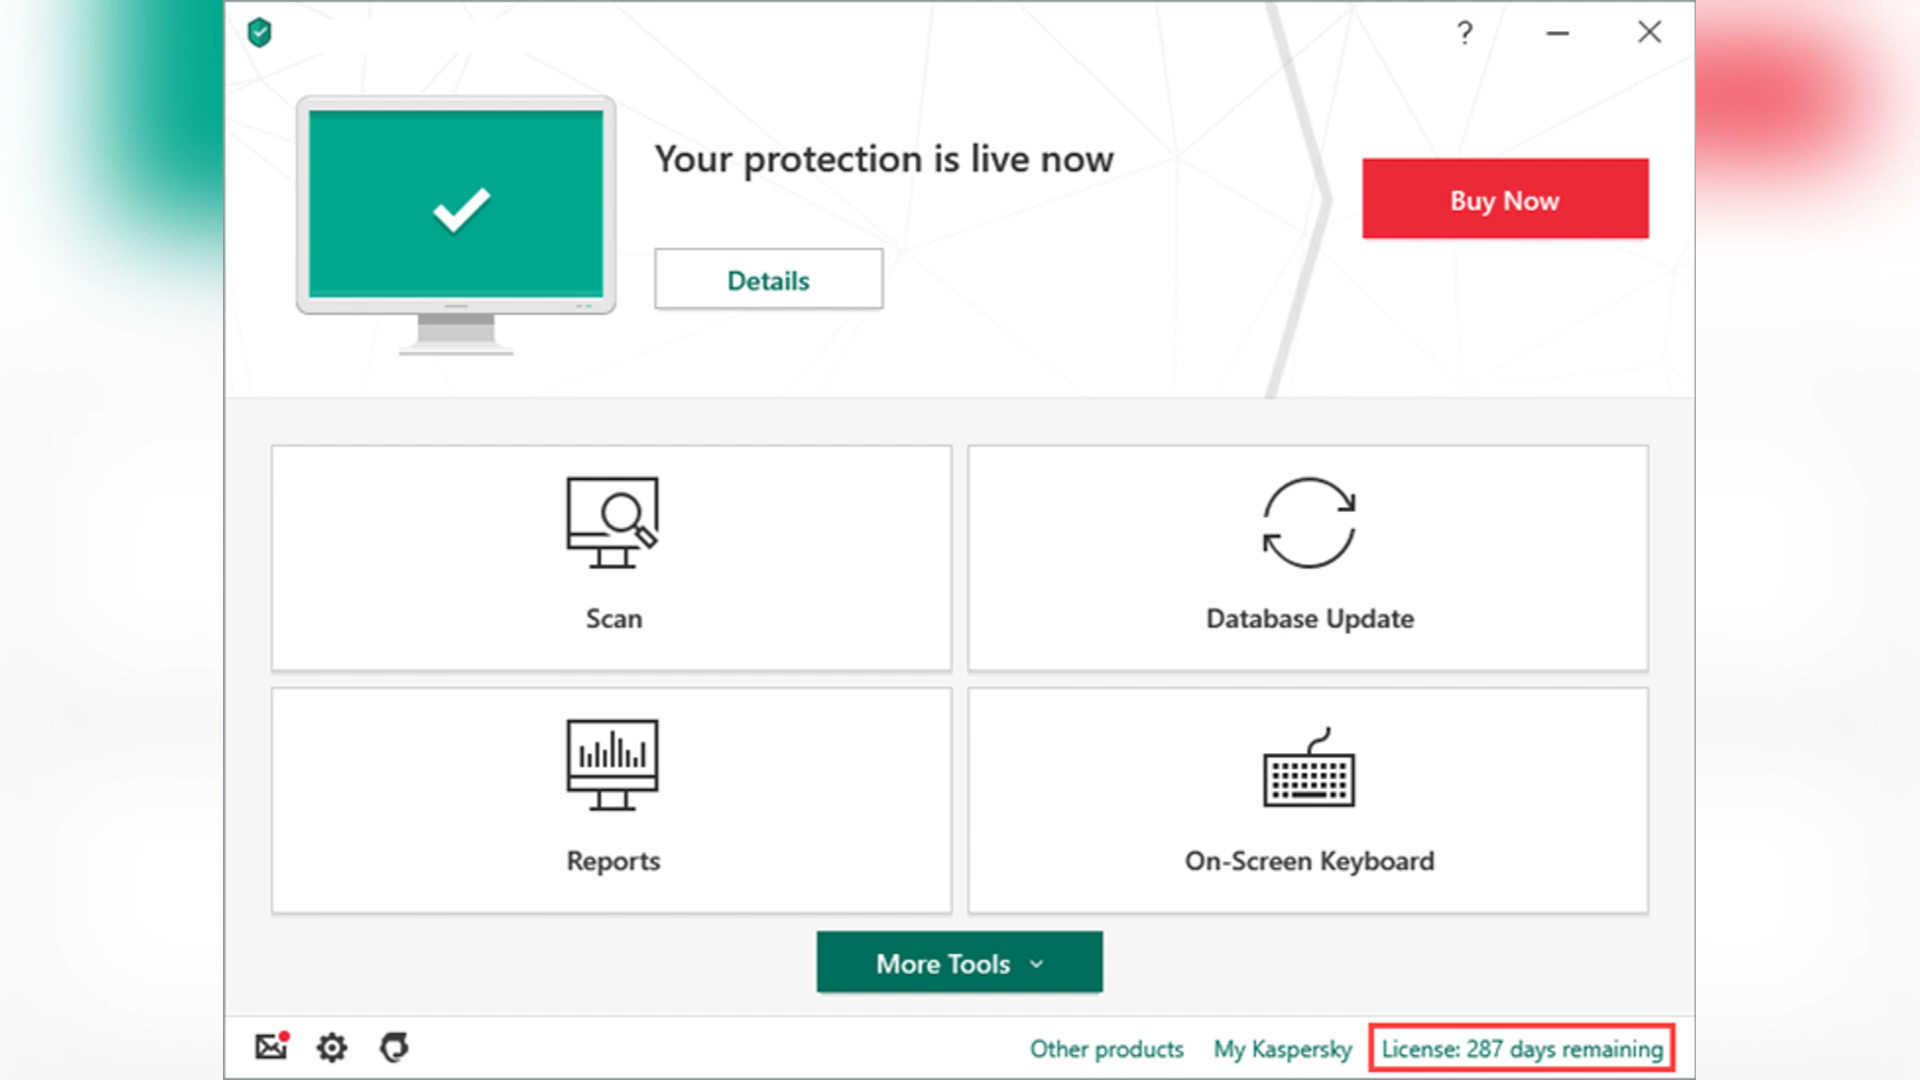 ?
Your protection is live now
Buy Now
Details
Scan
Database Update
Reports
On-Screen Keyboard
More Tools
Other products
My Kaspersky
License: 287 days remaining